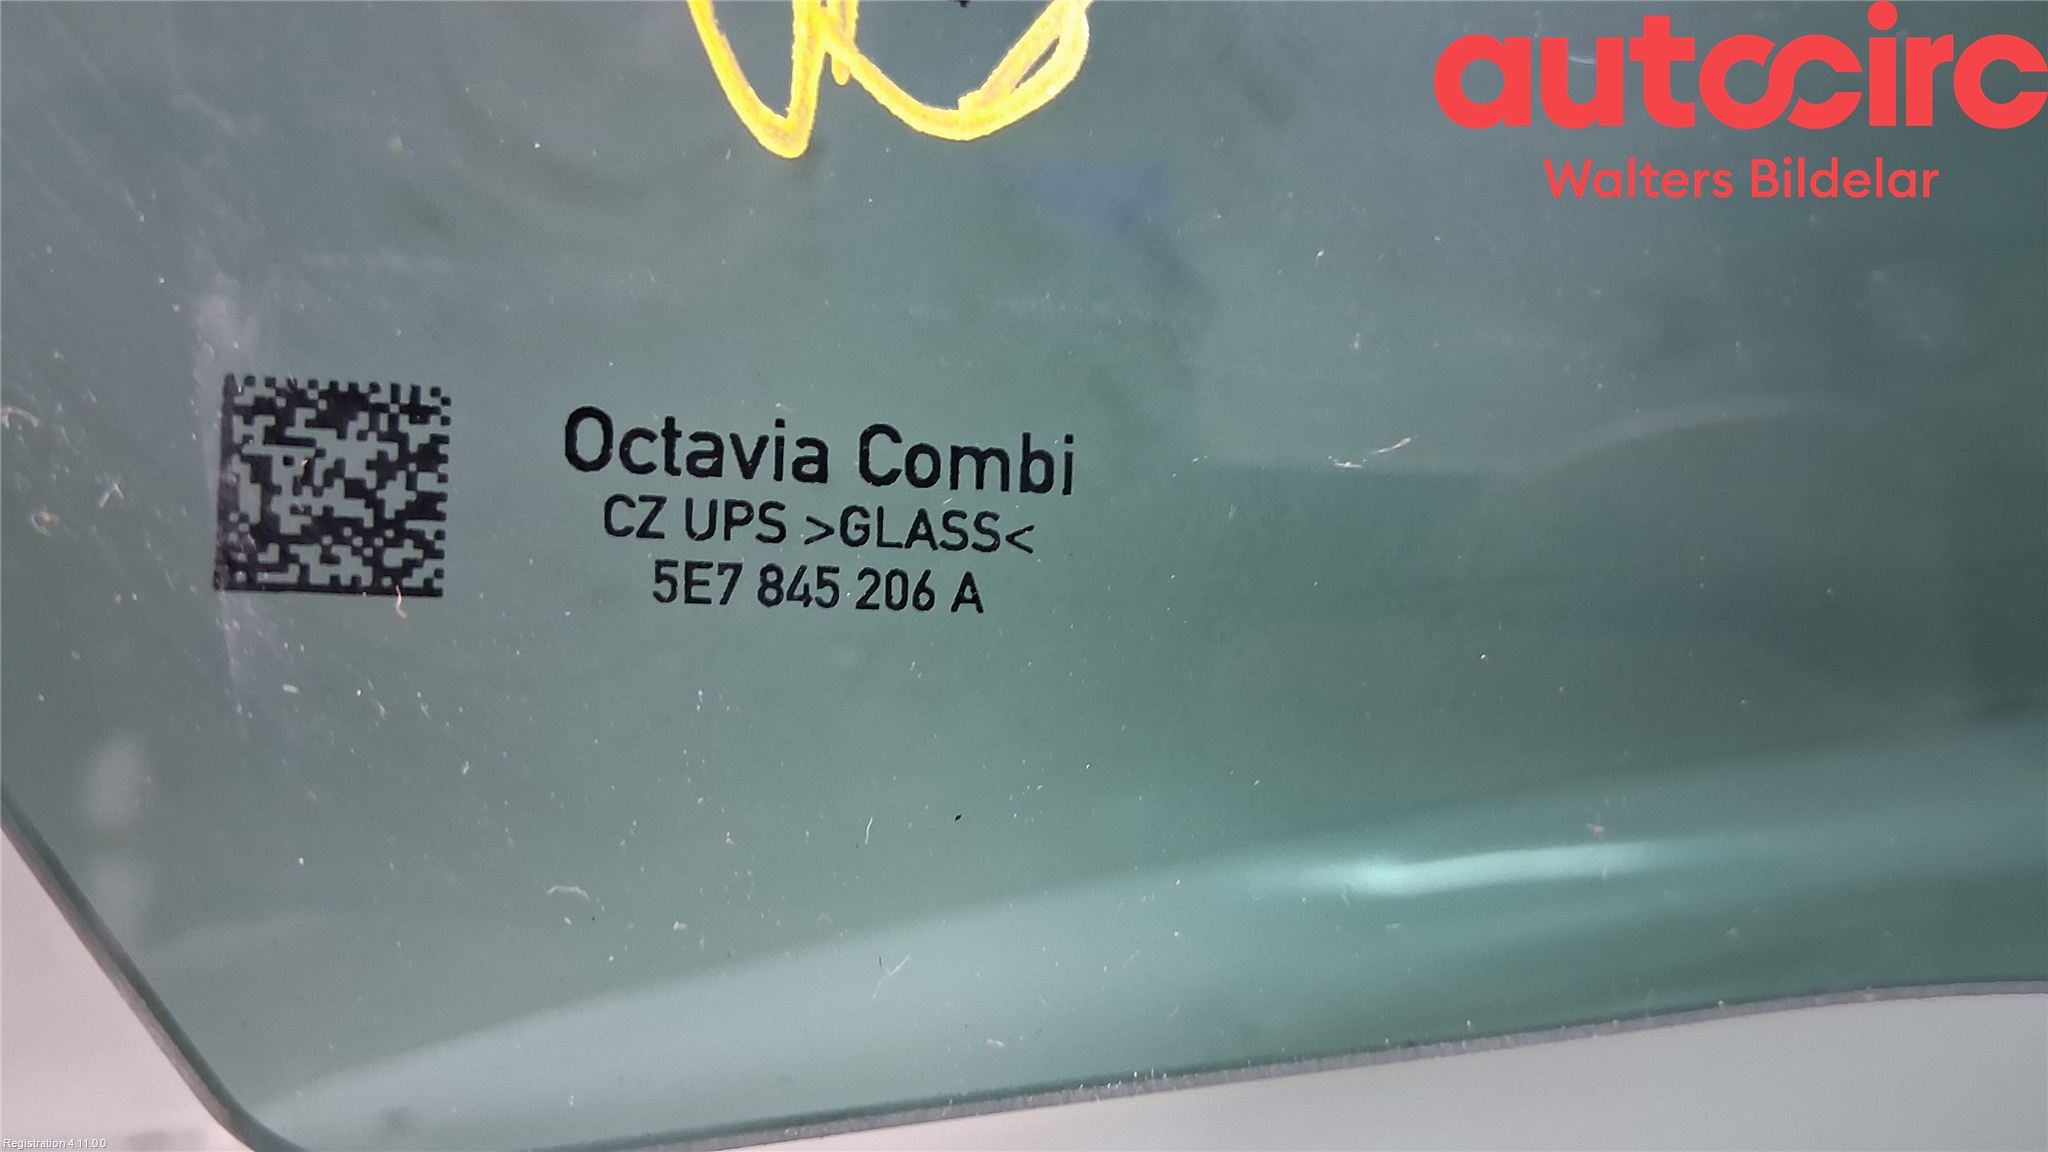 autocirc
Walters Bildelar
Octavia Combi
CZ UPS >GLASS<
5E7 845 206 A
Registration 4.11.0.0